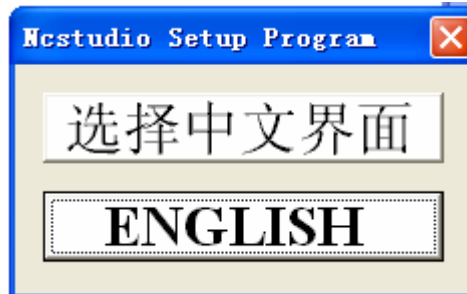 Ncstudio Setup Program
选择中文界面
ENGLISH